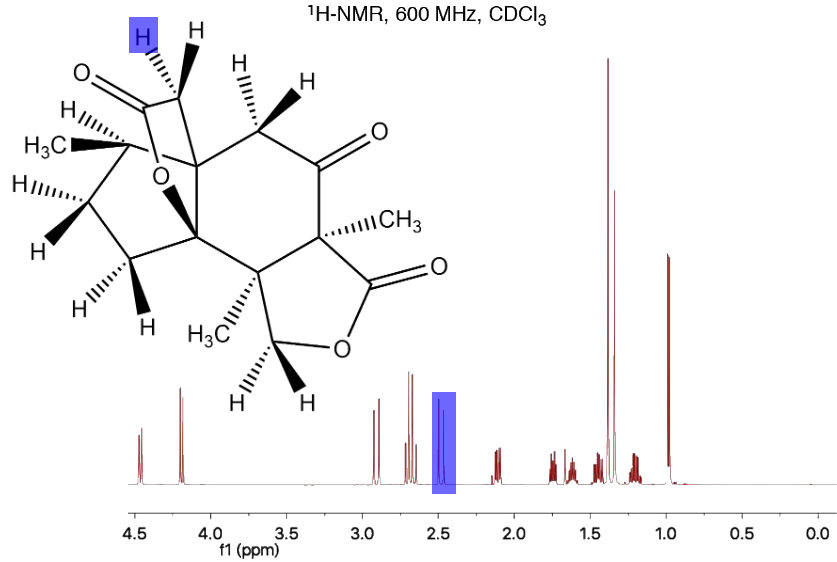 ¹H-NMR, 600 MHz, CDCl₃
H
H
O
H
H
H
O
H₃C
O
H
CH₃
H
O
H
H₃C
H
O
H
H
4.5
4.0
3.5
3.0
2.5
2.0
1.5
1.0
0.5
0.0
f1 (ppm)